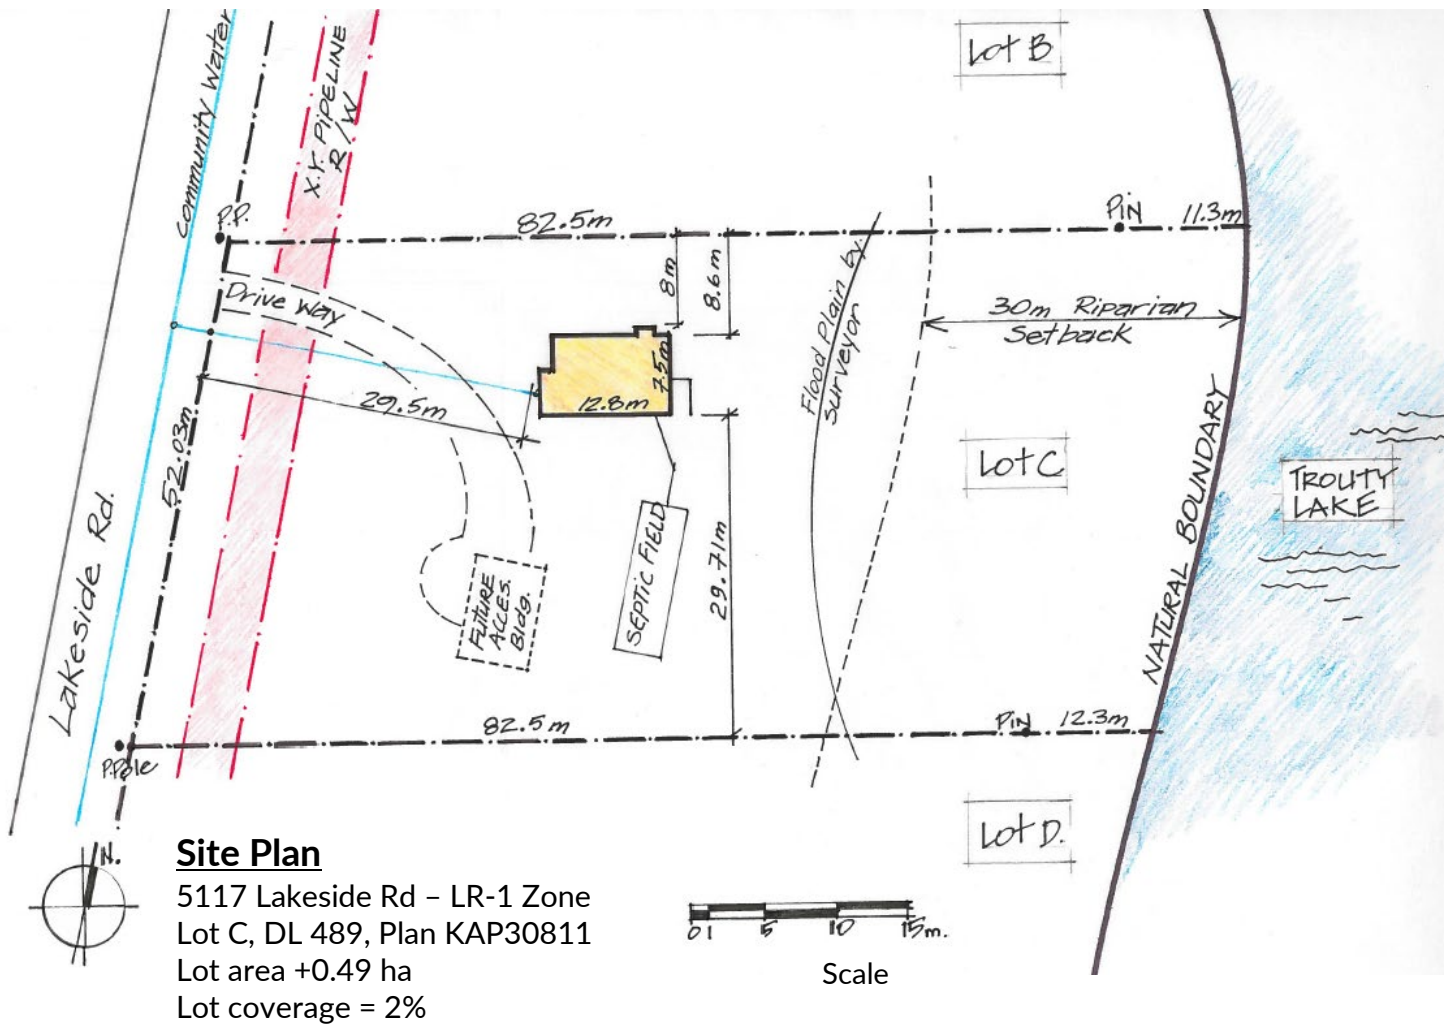 Lot B
Community Water
X.Y. PIPELINE
R/W
P.P.
82.5m
PIN
11.3m
8m
8.6m
Flood Plain by
surveyor
Drive Way
30m Riparian
Setback
7.5m
12.8m
29.5m
52.03m
Lot C
NATURAL BOUNDARY
TROUTY
LAKE
Lakeside Rd.
SEPTIC FIELD
29.71m
FUTURE
ACCES.
Bldg.
82.5m
PIN
12.3m
P.Pole
Lot D.
N.
Site Plan
5117 Lakeside Rd – LR-1 Zone
Lot C, DL 489, Plan KAP30811
Lot area +0.49 ha
Lot coverage = 2%
0 1 5 10 15m.
Scale